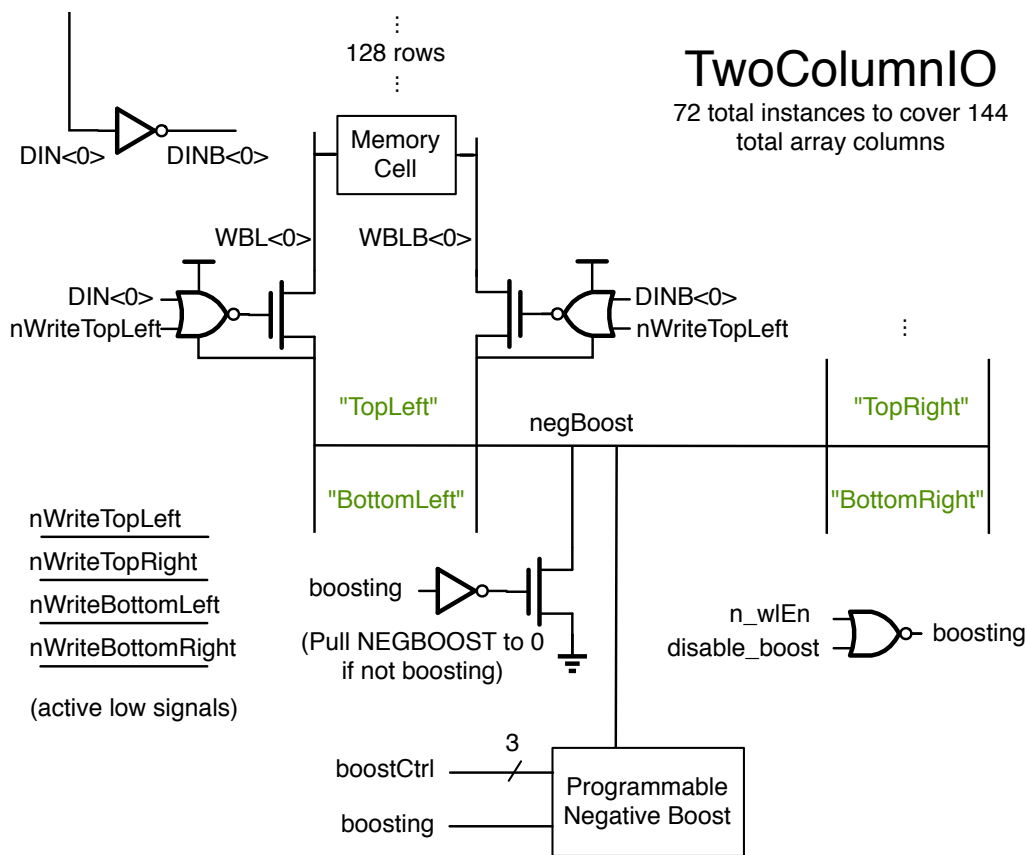 ⋮
128 rows
⋮
TwoColumnIO
72 total instances to cover 144
total array columns
DIN<0>
DINB<0>
Memory
Cell
WBL<0>
WBLB<0>
DIN<0>
nWriteTopLeft
DINB<0>
nWriteTopLeft
⋮
"TopLeft"
negBoost
"TopRight"
"BottomLeft"
"BottomRight"
nWriteTopLeft
nWriteTopRight
nWriteBottomLeft
nWriteBottomRight
(active low signals)
boosting
(Pull NEGBOOST to 0
if not boosting)
n_wlEn
disable_boost
boosting
boostCtrl
3
boosting
Programmable
Negative Boost